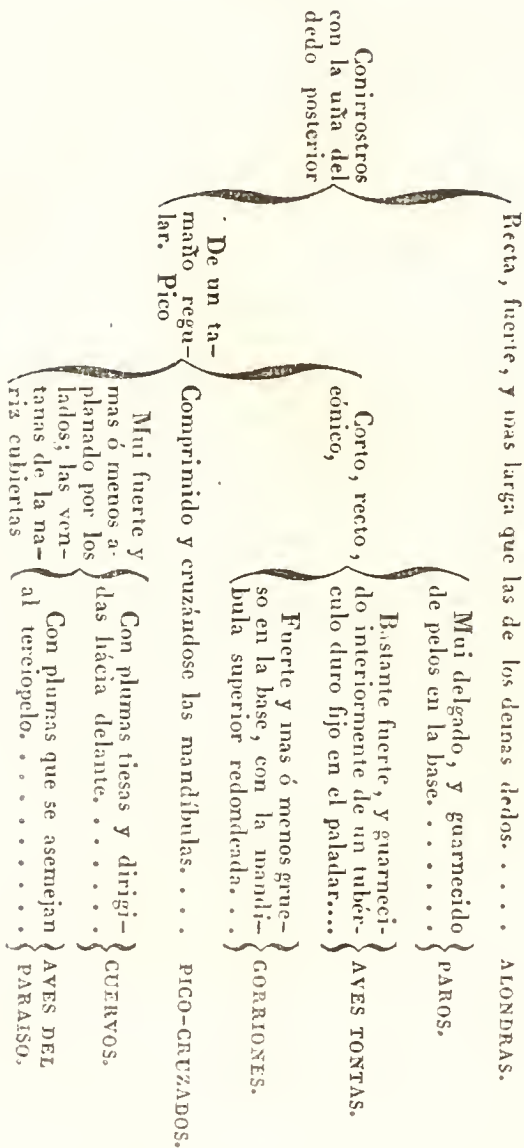 Conirrostros
con la uña del
dedo posterior
Recta, fuerte, y mas larga que las de los demas dedos. . . . . ALONDRAS.
De un ta-
maño regu-
lar. Pico
Corto, recto,
cónico,
Mui delgado, y guarnecido
de pelos en la base. . . . . . PAROS.
Bastante fuerte, y guarneci-
do interiormente de un tubér-
culo duro fijo en el paladar.... AVES TONTAS.
Fuerte y mas ó menos grue-
so en la base, con la mandi-
bula superior redondeada. . . GORRIONES.
Comprimido y cruzándose las mandíbulas. . . . PICO-CRUZADOS.
Mui fuerte y
mas ó menos a-
planado por los
lados; las ven-
tanas de la na-
riz cubiertas
Con plumas tiesas y dirigi-
das hácia delante. . . . . . . CUERVOS.
Con plumas que se asemejan
al terciopelo. . . . . . . . . .
AVES DEL
PARAISO.